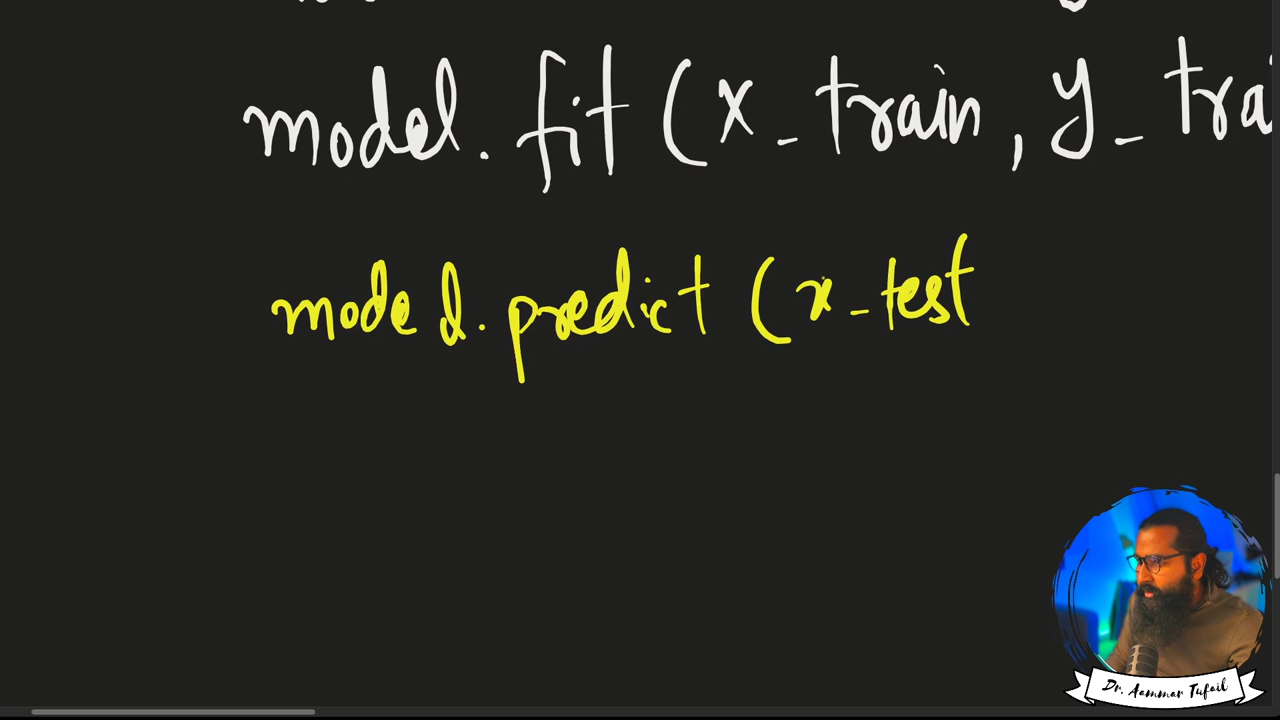 model.fit (x_train, y_trai
model.predict (x_test
Dr. Aammar Tufail